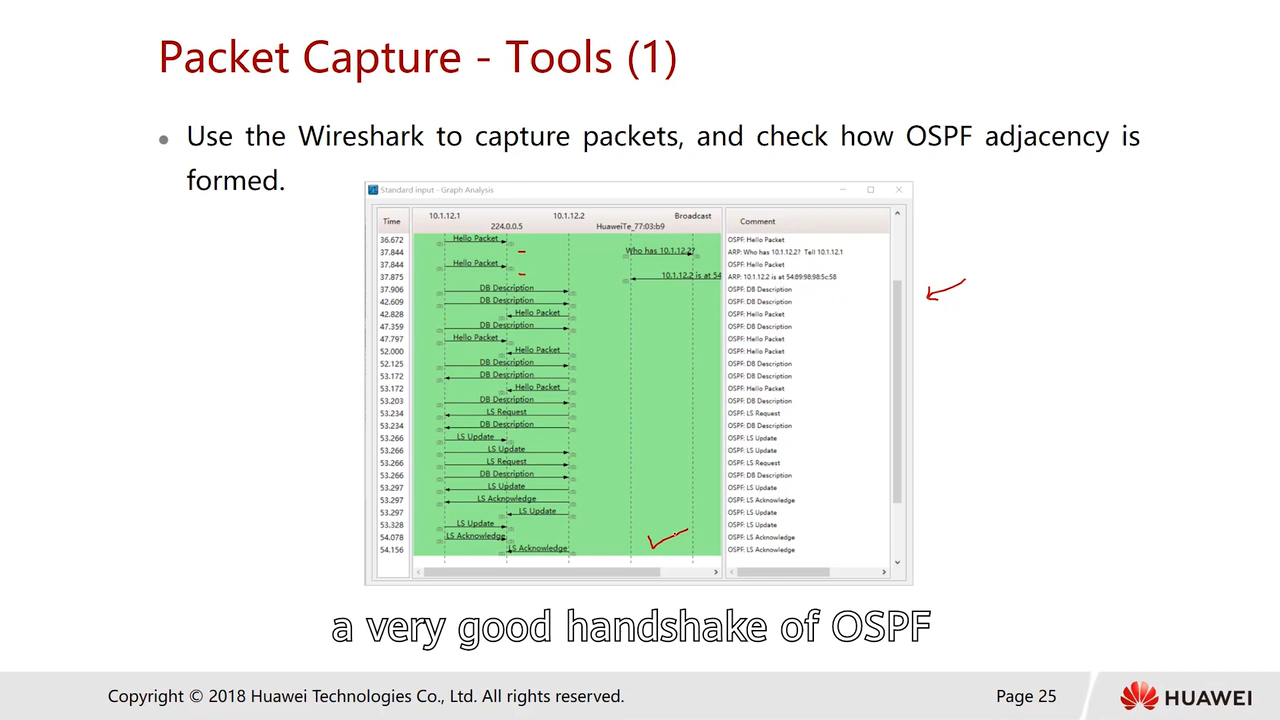 Packet Capture - Tools (1)
Use the Wireshark to capture packets, and check how OSPF adjacency is
formed.
Standard input - Graph Analysis
Time 10.1.12.1 10.1.12.2 Broadcast Comment
224.0.0.5 HuaweiTe_77:03:b9
36.672 Hello Packet OSPF: Hello Packet
37.844 Who has 10.1.12.2? ARP: Who has 10.1.12.2? Tell 10.1.12.1
37.844 Hello Packet OSPF: Hello Packet
37.875 10.1.12.2 is at 54 ARP: 10.1.12.2 is at 54:89:98:98:5c:58
37.906 DB Description OSPF: DB Description
42.609 DB Description OSPF: DB Description
42.828 Hello Packet OSPF: Hello Packet
47.359 DB Description OSPF: DB Description
47.797 Hello Packet OSPF: Hello Packet
52.000 Hello Packet OSPF: Hello Packet
52.125 DB Description OSPF: DB Description
53.172 DB Description OSPF: DB Description
53.172 Hello Packet OSPF: Hello Packet
53.203 DB Description OSPF: DB Description
53.234 LS Request OSPF: LS Request
53.234 DB Description OSPF: DB Description
53.266 LS Update OSPF: LS Update
53.266 LS Update OSPF: LS Update
53.266 LS Request OSPF: LS Request
53.266 DB Description OSPF: DB Description
53.297 LS Update OSPF: LS Update
53.297 LS Acknowledge OSPF: LS Acknowledge
53.297 LS Update OSPF: LS Update
53.328 LS Update OSPF: LS Update
54.078 LS Acknowledge OSPF: LS Acknowledge
54.156 LS Acknowledge OSPF: LS Acknowledge
a very good handshake of OSPF
Copyright © 2018 Huawei Technologies Co., Ltd. All rights reserved. Page 25 HUAWEI